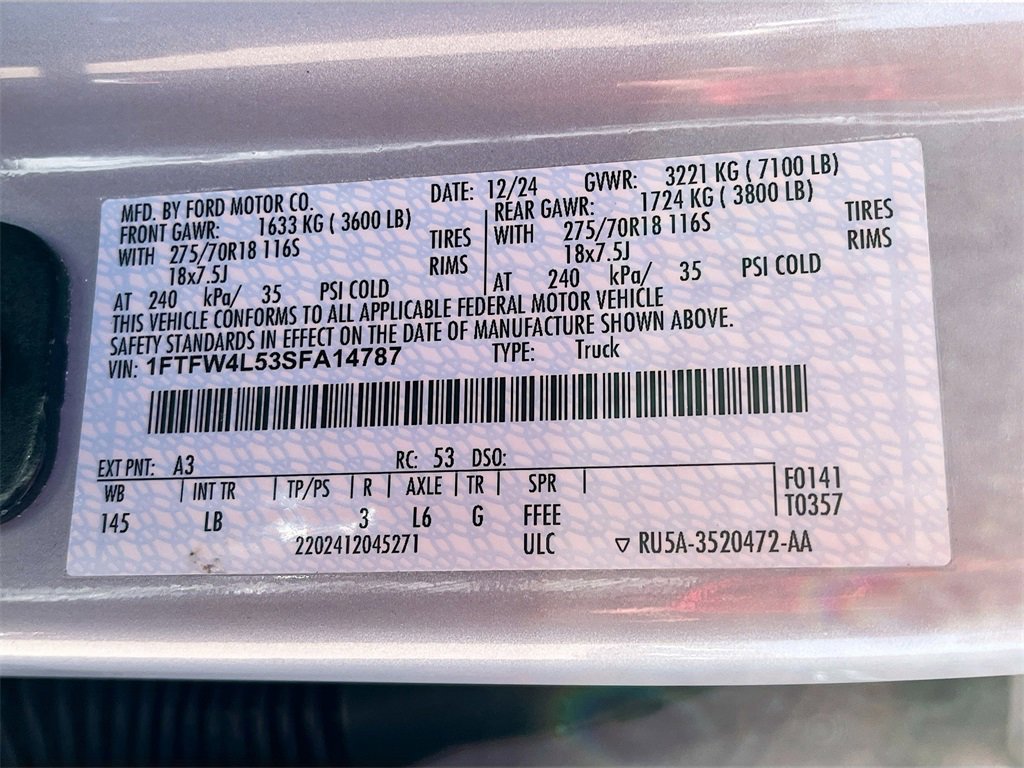 MFD. BY FORD MOTOR CO. DATE: 12/24 GVWR: 3221 KG ( 7100 LB)
FRONT GAWR: 1633 KG ( 3600 LB) REAR GAWR: 1724 KG ( 3800 LB)
WITH 275/70R18 116S TIRES WITH 275/70R18 116S TIRES
18x7.5J RIMS 18x7.5J RIMS
AT 240 kPa/ 35 PSI COLD AT 240 kPa/ 35 PSI COLD
THIS VEHICLE CONFORMS TO ALL APPLICABLE FEDERAL MOTOR VEHICLE
SAFETY STANDARDS IN EFFECT ON THE DATE OF MANUFACTURE SHOWN ABOVE.
VIN: 1FTFW4L53SFA14787 TYPE: Truck
EXT PNT: A3 RC: 53 DSO:
WB INT TR TP/PS R AXLE TR SPR F0141
145 LB 3 L6 G FFEE T0357
2202412045271 ULC ▽ RU5A-3520472-AA